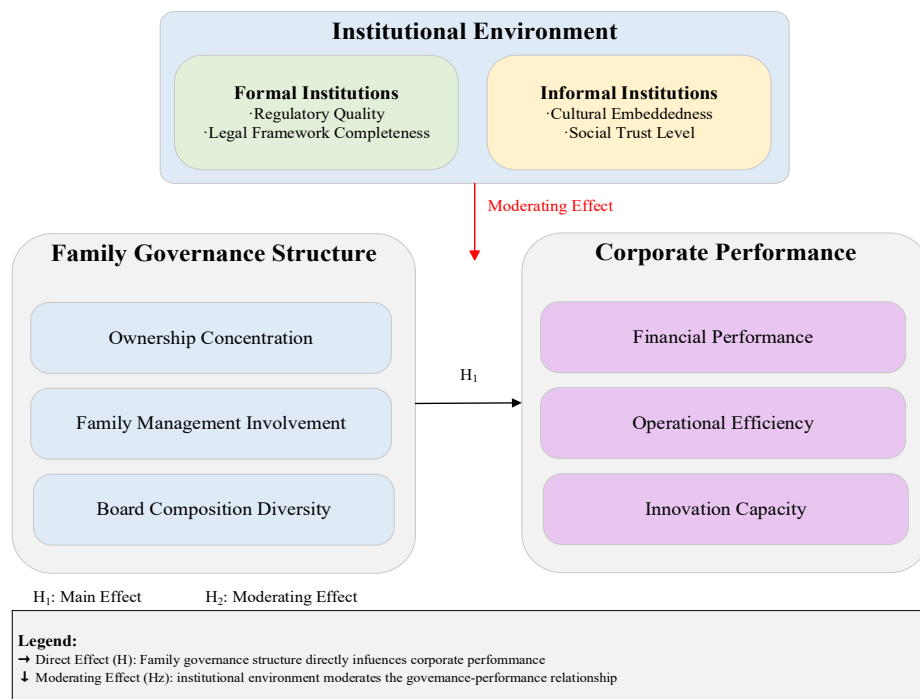 Institutional Environment
Formal Institutions
·Regulatory Quality
·Legal Framework Completeness
Informal Institutions
·Cultural Embeddedness
·Social Trust Level
Moderating Effect
Family Governance Structure
Ownership Concentration
Family Management Involvement
Board Composition Diversity
H₁
Corporate Performance
Financial Performance
Operational Efficiency
Innovation Capacity
H₁: Main Effect
H₂: Moderating Effect
Legend:
→ Direct Effect (H): Family governance structure directly infuences corporate perfommance
↓ Moderating Effect (Hz): institutional environment moderates the govemance-performance relationship